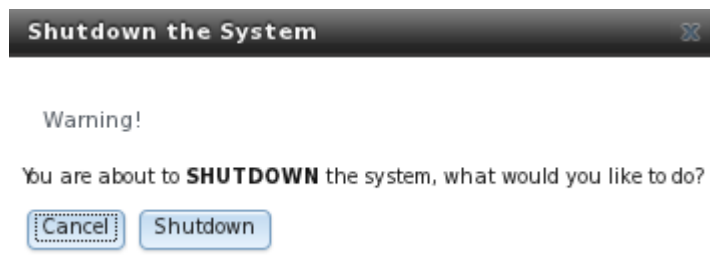 Shutdown the System
Warning!
You are about to SHUTDOWN the system, what would you like to do?
Cancel Shutdown